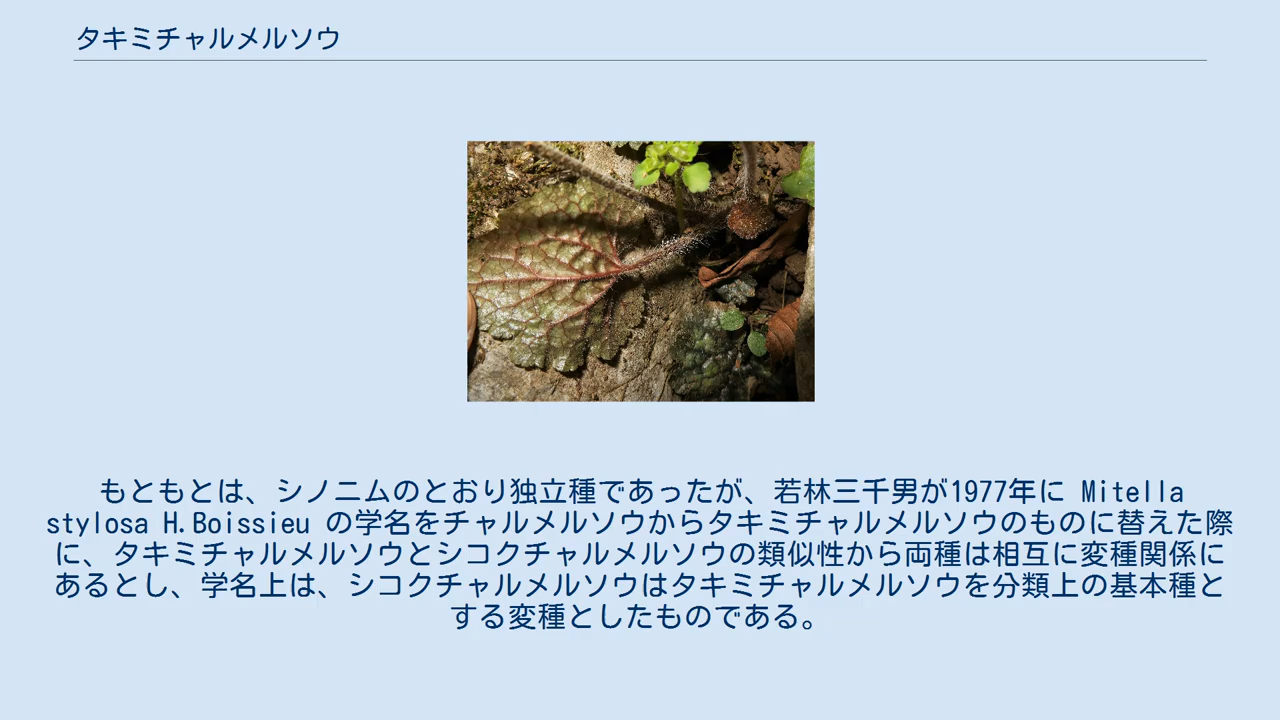 タキミチャルメルソウ
もともとは、シノニムのとおり独立種であったが、若林三千男が1977年に Mitella
stylosa H.Boissieu の学名をチャルメルソウからタキミチャルメルソウのものに替えた際
に、タキミチャルメルソウとシコクチャルメルソウの類似性から両種は相互に変種関係に
あるとし、学名上は、シコクチャルメルソウはタキミチャルメルソウを分類上の基本種と
する変種としたものである。